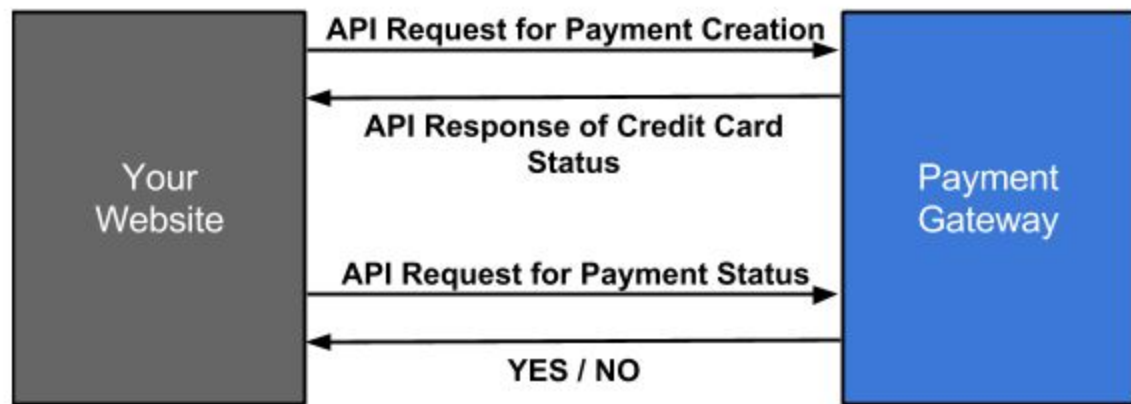 API Request for Payment Creation
API Response of Credit Card
Status
Your
Website
Payment
Gateway
API Request for Payment Status
YES / NO